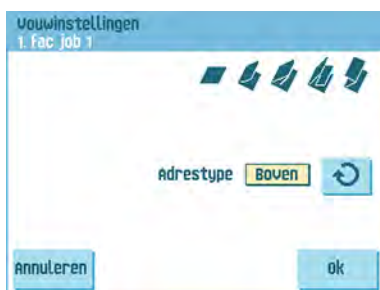 Vouwinstellingen
1. Fac job 1
Adrestype Boven
Annuleren Ok